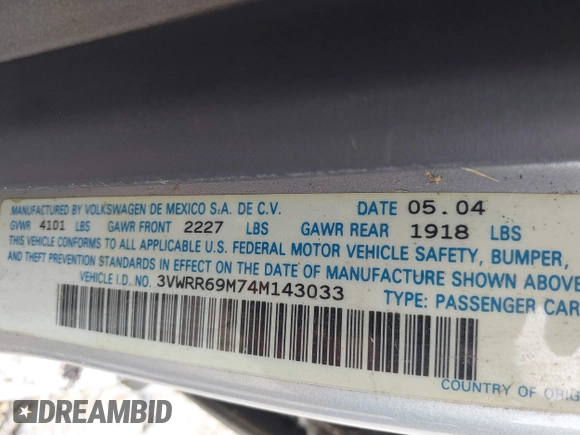 MANUFACTURED BY VOLKSWAGEN DE MEXICO S.A. DE C.V. DATE 05.04
GVWR 4101 LBS GAWR FRONT 2227 LBS GAWR REAR 1918 LBS
THIS VEHICLE CONFORMS TO ALL APPLICABLE U.S. FEDERAL MOTOR VEHICLE SAFETY, BUMPER,
AND THEFT PREVENTION STANDARDS IN EFFECT ON THE DATE OF MANUFACTURE SHOWN ABOVE
VEHICLE I.D. NO. 3VWRR69M74M143033 TYPE: PASSENGER CAR
COUNTRY OF ORIG
DREAMBID